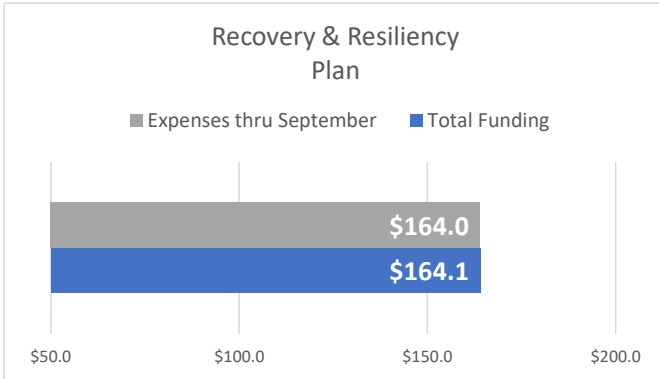 Recovery & Resiliency
Plan
Expenses thru September Total Funding
$164.0
$164.1
$50.0 $100.0 $150.0 $200.0